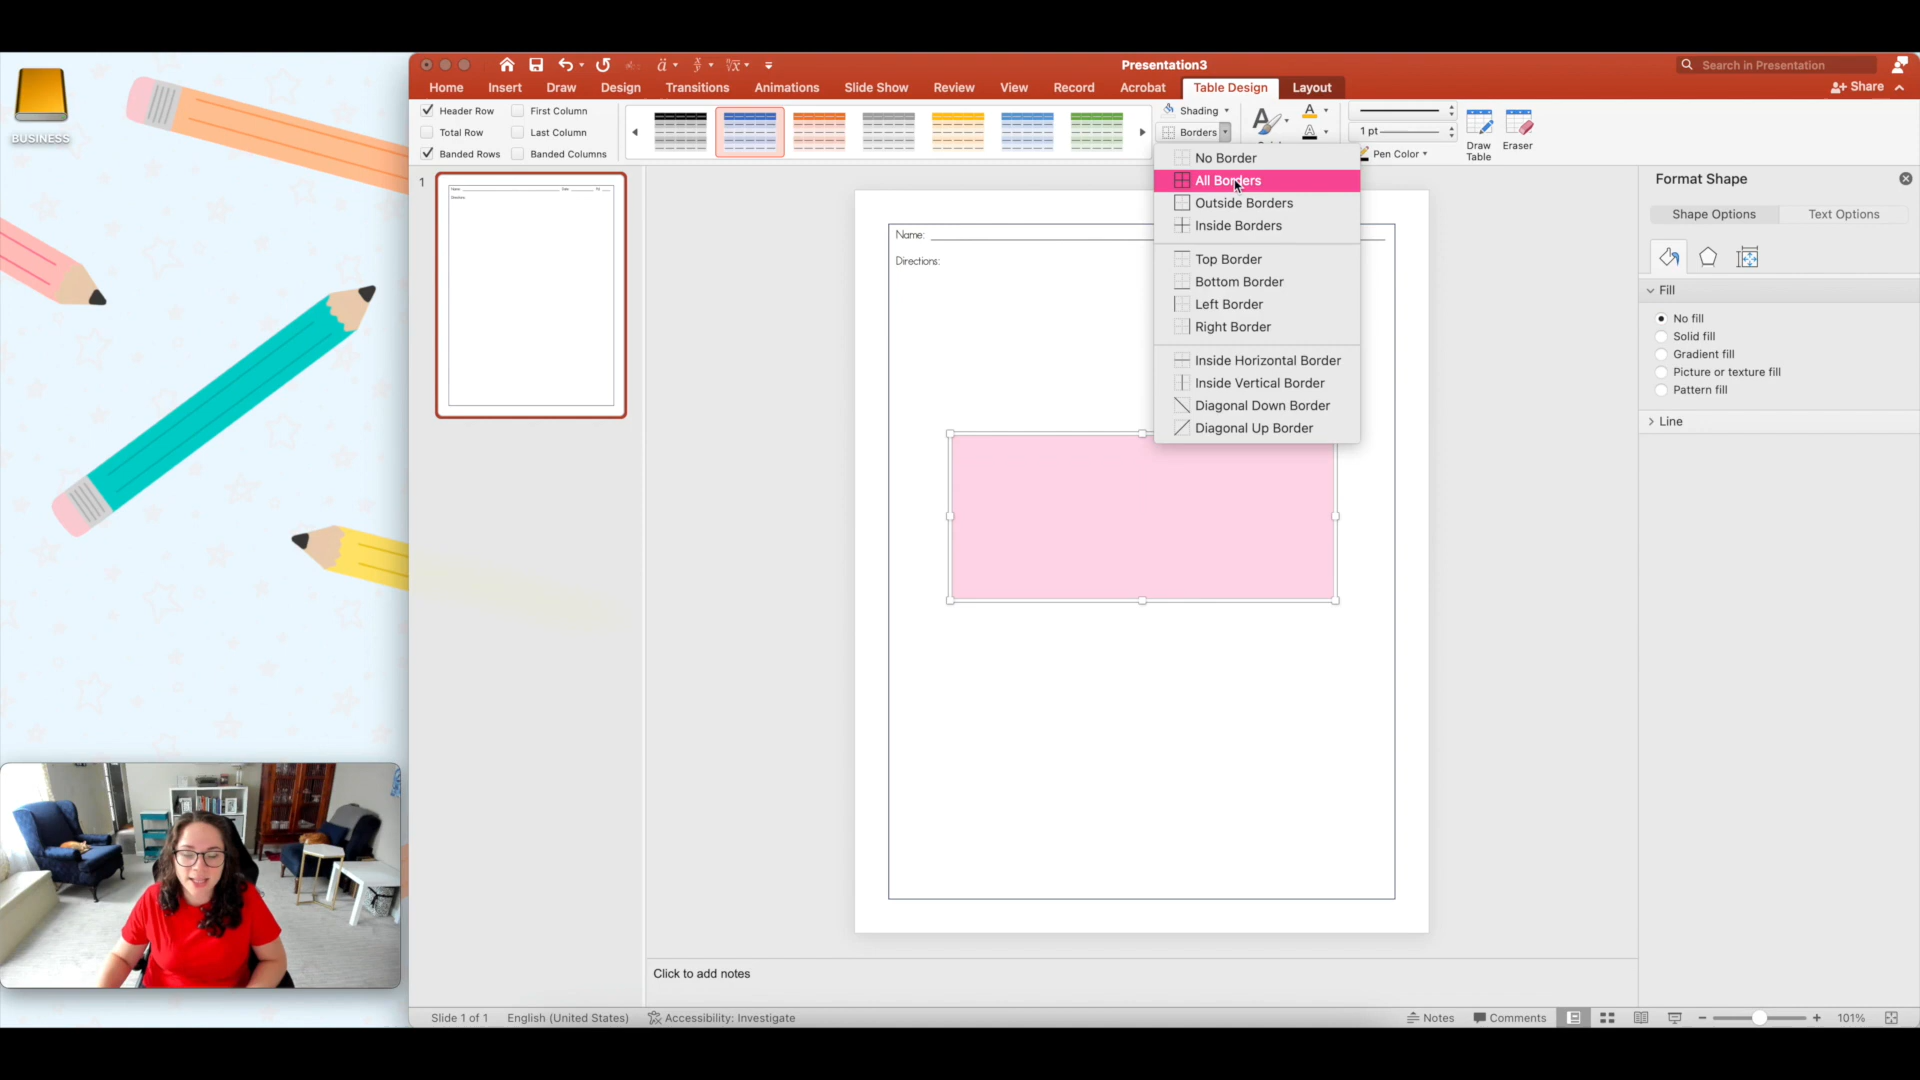 BUSINESS
Presentation3
Search in Presentation
Home Insert Draw Design Transitions Animations Slide Show Review View Record Acrobat Table Design Layout
Share
Header Row First Column
Total Row Last Column
Banded Rows Banded Columns
Shading
Borders
1 pt
Pen Color
Draw
Table
Eraser
No Border
All Borders
Outside Borders
Inside Borders
Top Border
Bottom Border
Left Border
Right Border
Inside Horizontal Border
Inside Vertical Border
Diagonal Down Border
Diagonal Up Border
1
Name:
Directions:
Format Shape
Shape Options Text Options
Fill
No fill
Solid fill
Gradient fill
Picture or texture fill
Pattern fill
Line
Click to add notes
Slide 1 of 1 English (United States) Accessibility: Investigate
Notes Comments 101%